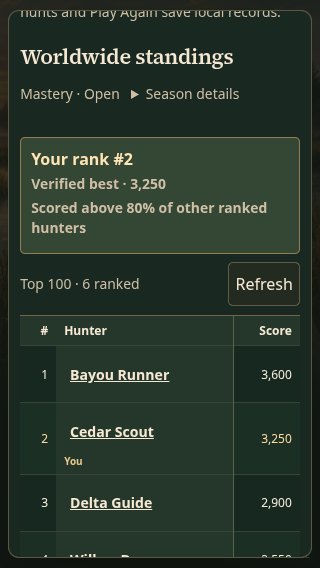 hunts and Play Again save local records.
Worldwide standings
Mastery · Open ▶ Season details
Your rank #2
Verified best · 3,250
Scored above 80% of other ranked
hunters
Top 100 · 6 ranked
Refresh
# Hunter Score
1 Bayou Runner 3,600
2 Cedar Scout 3,250
You
3 Delta Guide 2,900